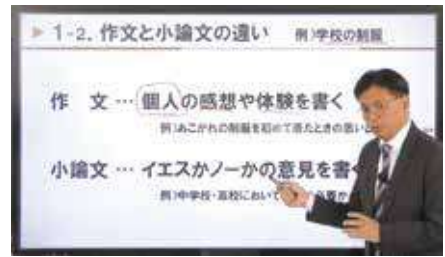 ▶ 1-2. 作文と小論文の違い 例)学校の制服
作 文 … 個人の感想や体験を書く
例)あこがれの制服を初めて着たときの思い
小論文 … イエスかノーかの意見を書く
例)中学校・高校において